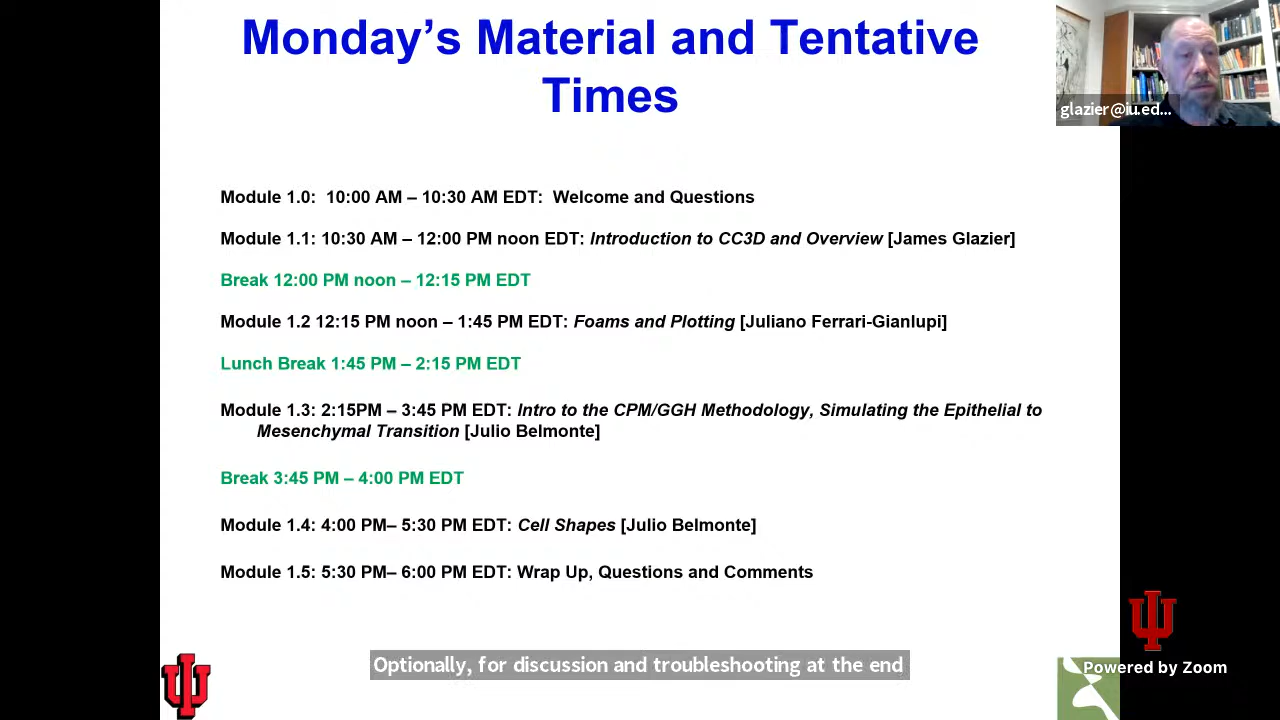 Monday’s Material and Tentative
Times
glazier@iu.ed...
Module 1.0:  10:00 AM – 10:30 AM EDT:  Welcome and Questions
Module 1.1: 10:30 AM – 12:00 PM noon EDT: Introduction to CC3D and Overview [James Glazier]
Break 12:00 PM noon – 12:15 PM EDT
Module 1.2 12:15 PM noon – 1:45 PM EDT: Foams and Plotting [Juliano Ferrari-Gianlupi]
Lunch Break 1:45 PM – 2:15 PM EDT
Module 1.3: 2:15PM – 3:45 PM EDT: Intro to the CPM/GGH Methodology, Simulating the Epithelial to
Mesenchymal Transition [Julio Belmonte]
Break 3:45 PM – 4:00 PM EDT
Module 1.4: 4:00 PM– 5:30 PM EDT: Cell Shapes [Julio Belmonte]
Module 1.5: 5:30 PM– 6:00 PM EDT: Wrap Up, Questions and Comments
Optionally, for discussion and troubleshooting at the end
Powered by Zoom